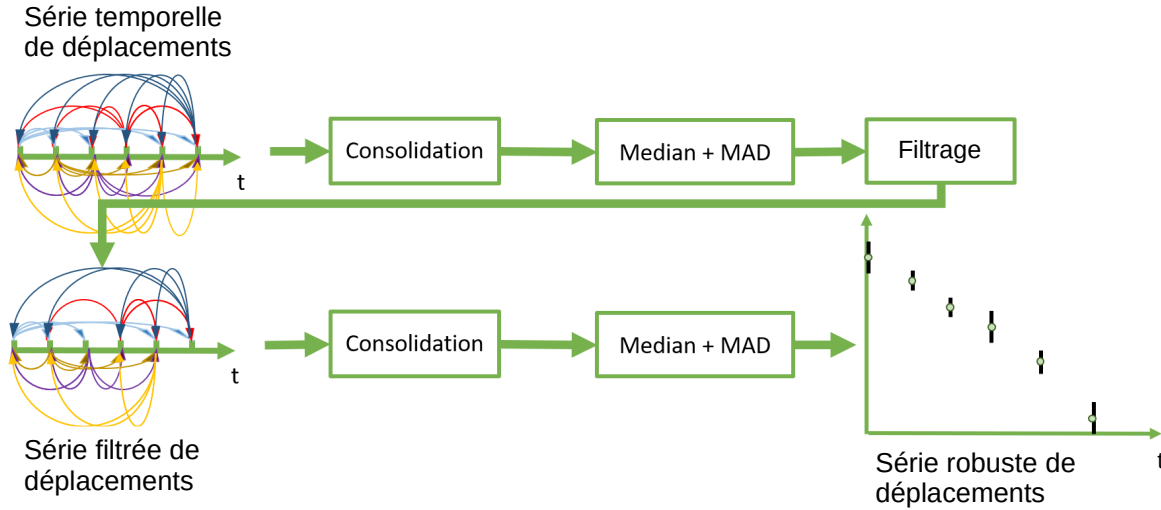 Série temporelle
de déplacements
t
Consolidation
Median + MAD
Filtrage
t
Consolidation
Median + MAD
Série filtrée de
déplacements
t
Série robuste de
déplacements